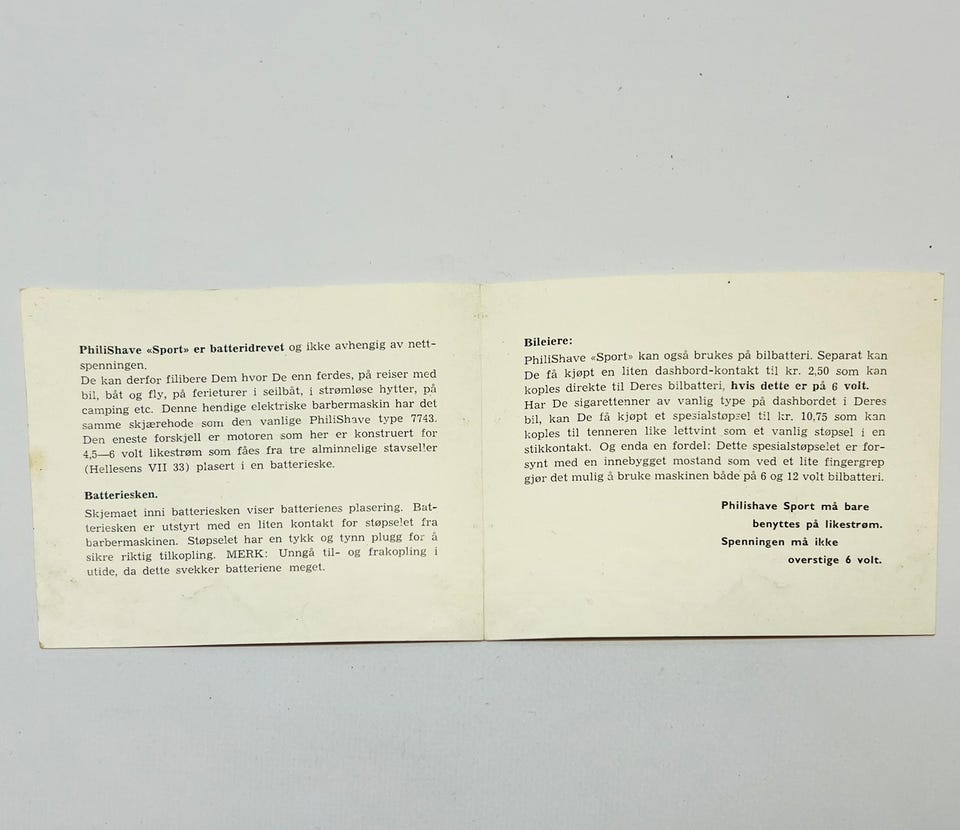 PhiliShave «Sport» er batteridrevet og ikke avhengig av nett-
spenningen.
De kan derfor filibere Dem hvor De enn ferdes, på reiser med
bil, båt og fly, på ferieturer i seilbåt, i strømløse hytter, på
camping etc. Denne hendige elektriske barbermaskin har det
samme skjærehode som den vanlige PhiliShave type 7743.
Den eneste forskjell er motoren som her er konstruert for
4,5—6 volt likestrøm som fåes fra tre alminnelige stavseller
(Hellesens VII 33) plasert i en batterieske.
Batteriesken.
Skjemaet inni batteriesken viser batterienes plasering. Bat-
teriesken er utstyrt med en liten kontakt for støpselet fra
barbermaskinen. Støpselet har en tykk og tynn plugg for å
sikre riktig tilkopling. MERK: Unngå til- og frakopling i
utide, da dette svekker batteriene meget.
Bileiere:
PhiliShave «Sport» kan også brukes på bilbatteri. Separat kan
De få kjøpt en liten dashbord-kontakt til kr. 2,50 som kan
koples direkte til Deres bilbatteri, hvis dette er på 6 volt.
Har De sigarettenner av vanlig type på dashbordet i Deres
bil, kan De få kjøpt et spesialstøpsel til kr. 10,75 som kan
koples til tenneren like lettvint som et vanlig støpsel i en
stikkontakt. Og enda en fordel: Dette spesialstøpselet er for-
synt med en innebygget mostand som ved et lite fingergrep
gjør det mulig å bruke maskinen både på 6 og 12 volt bilbatteri.
Philishave Sport må bare
benyttes på likestrøm.
Spenningen må ikke
overstige 6 volt.